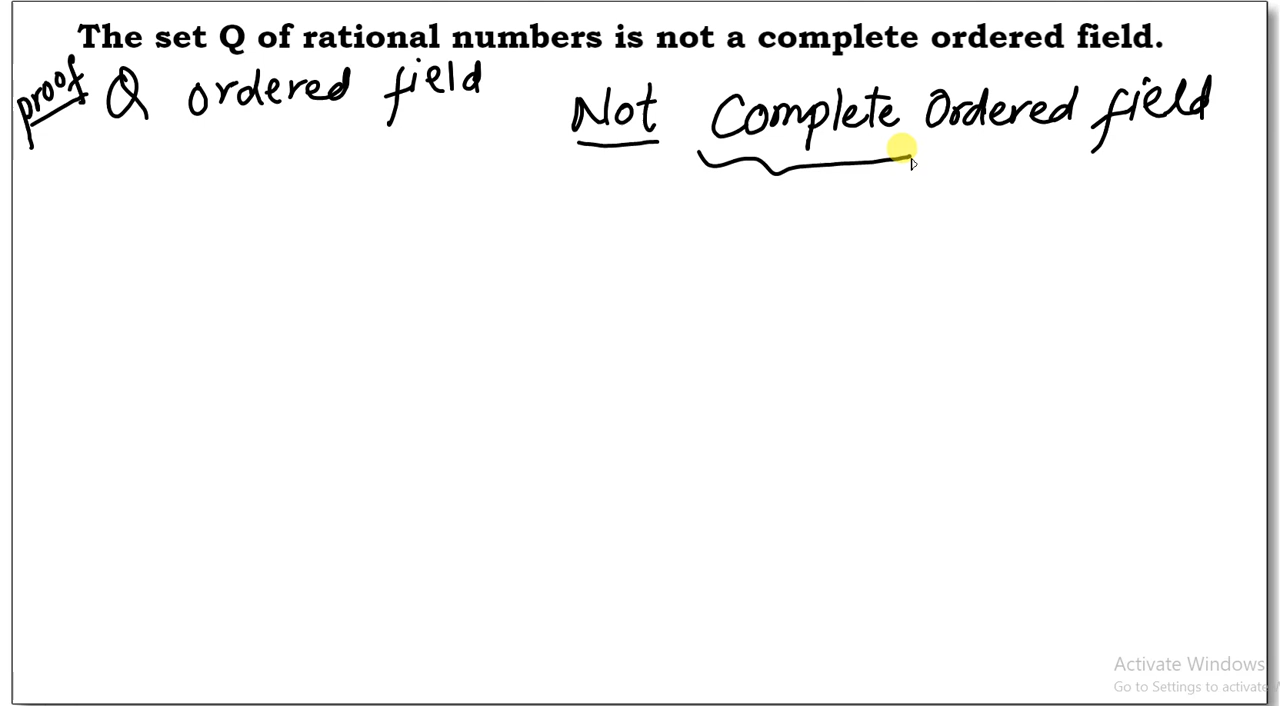 The set Q of rational numbers is not a complete ordered field.
proof Q ordered field Not Complete Ordered field
Activate Windows
Go to Settings to activate